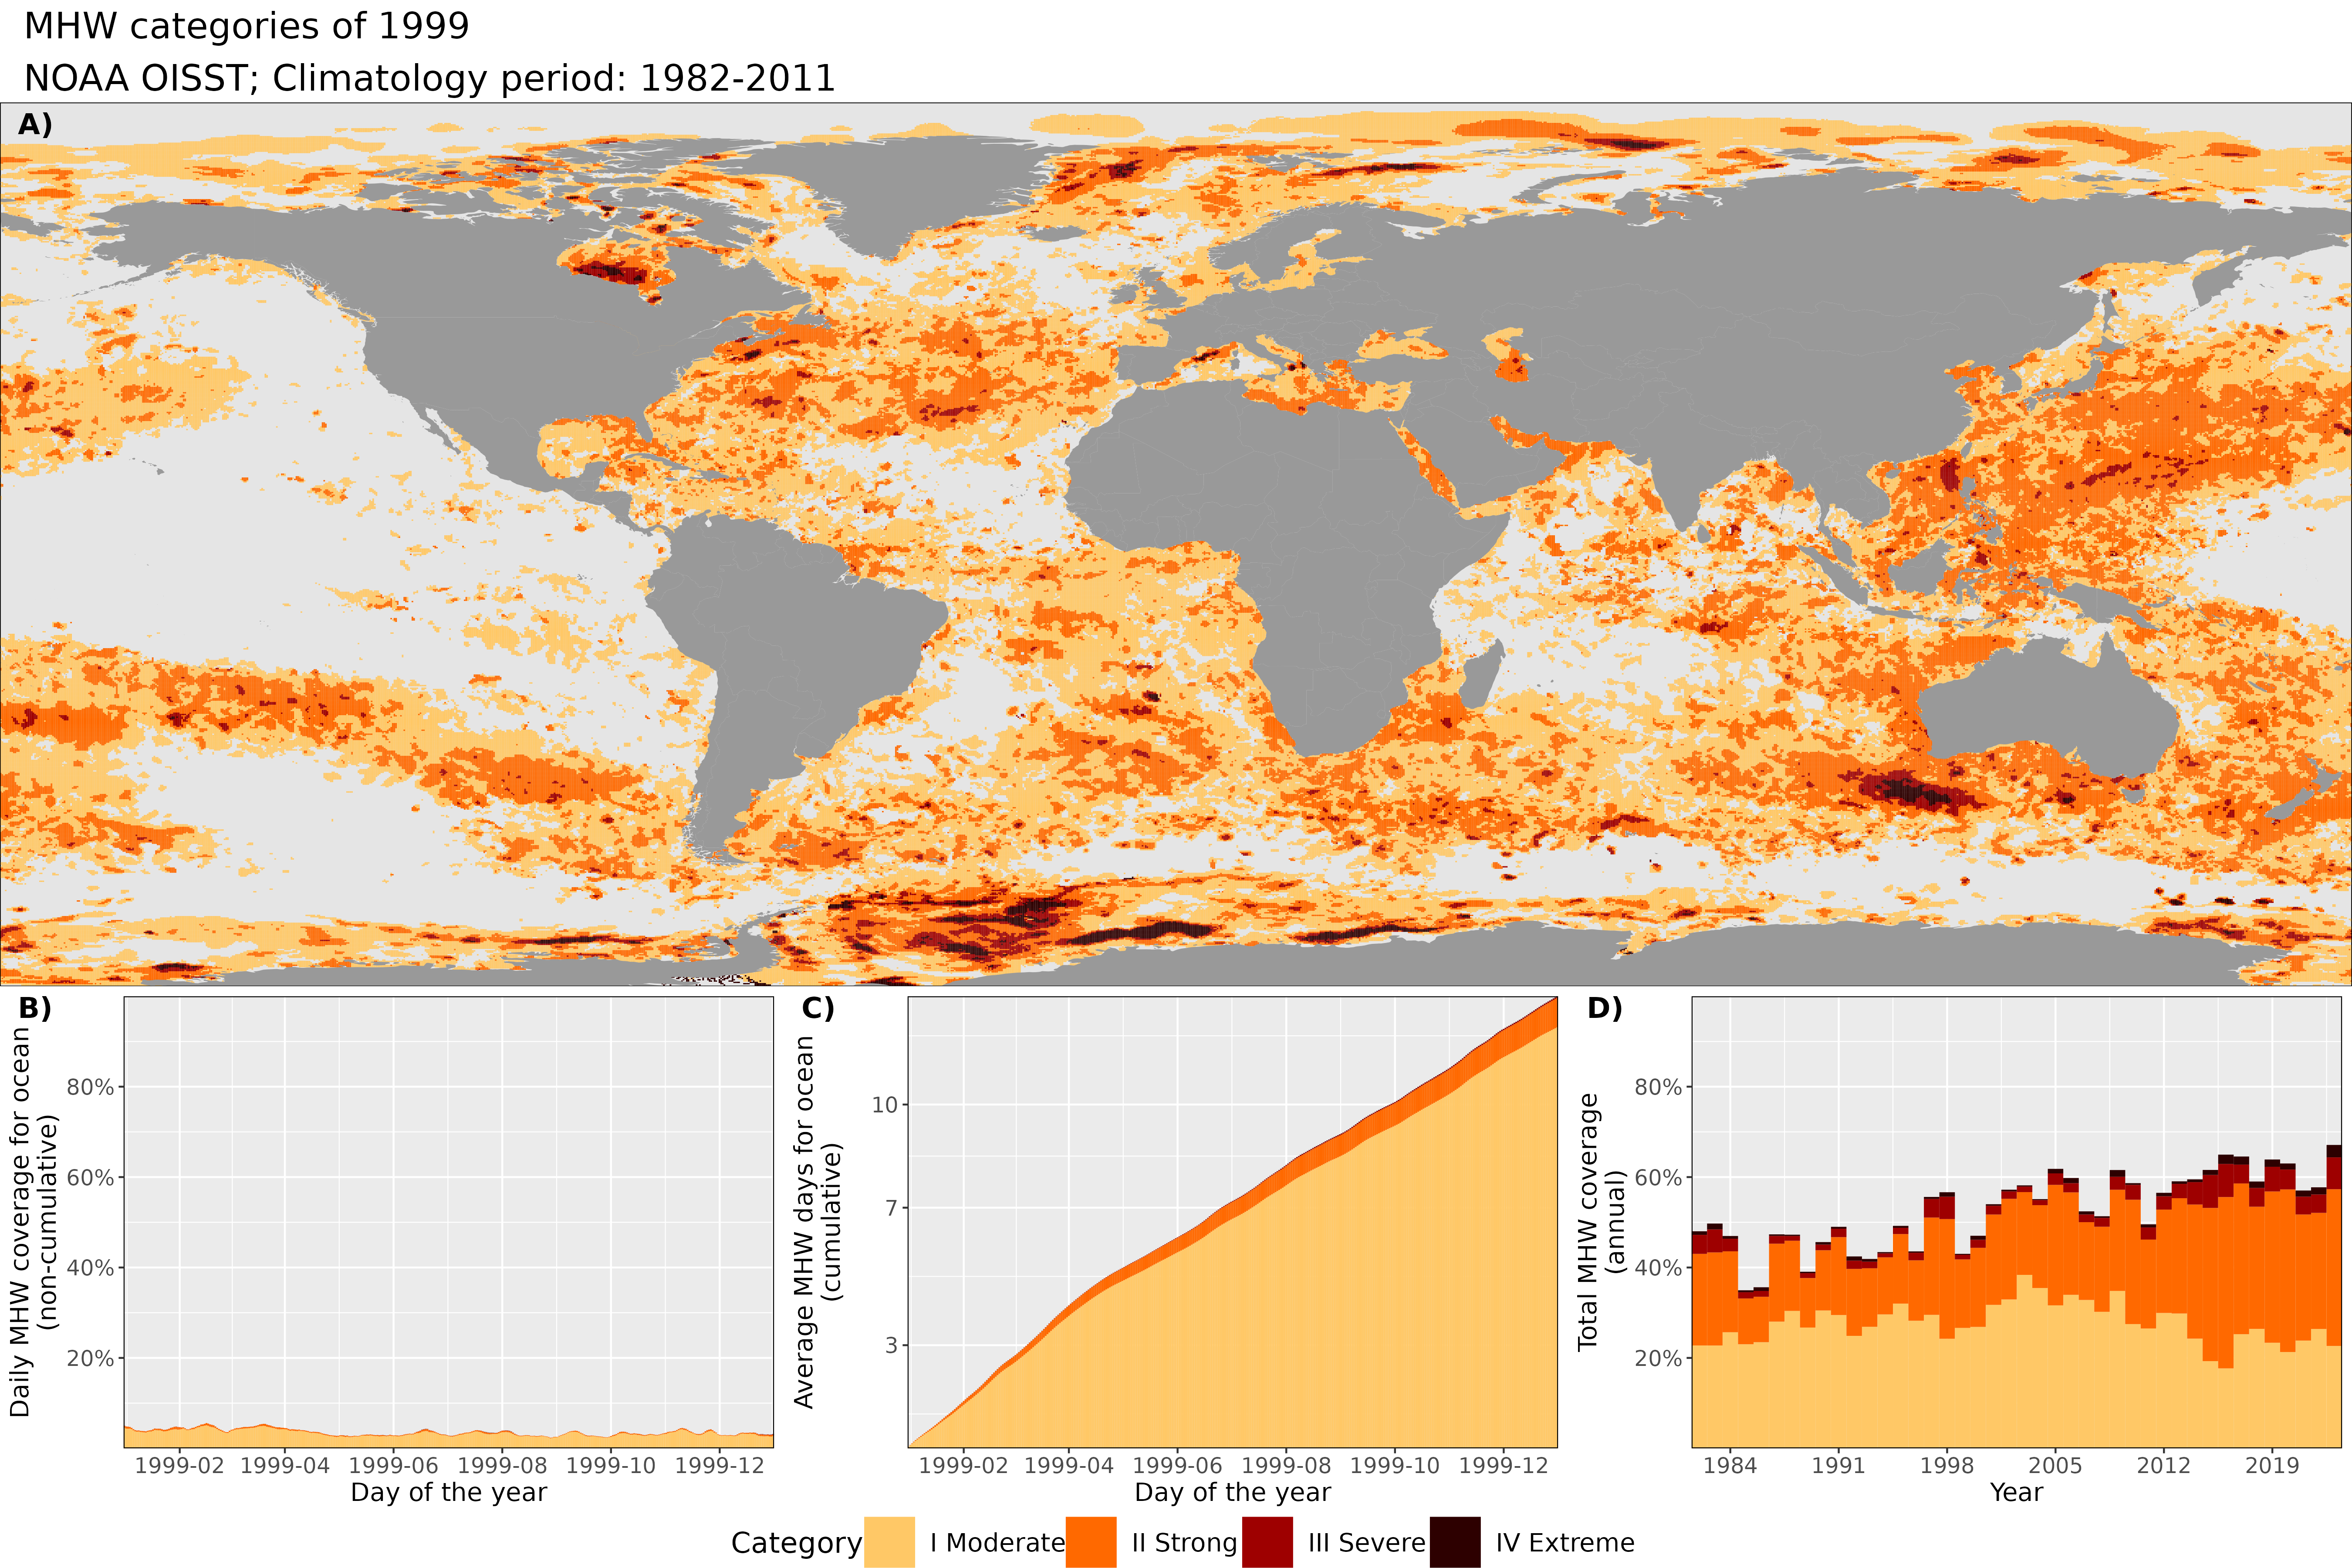 MHW categories of 1999
NOAA OISST; Climatology period: 1982-2011
A)
B)
Daily MHW coverage for ocean
(non-cumulative)
80%
60%
40%
20%
1999-02 1999-04 1999-06 1999-08 1999-10 1999-12
Day of the year
C)
Average MHW days for ocean
(cumulative)
10
7
3
1999-02 1999-04 1999-06 1999-08 1999-10 1999-12
Day of the year
D)
Total MHW coverage
(annual)
80%
60%
40%
20%
1984 1991 1998 2005 2012 2019
Year
Category I Moderate II Strong III Severe IV Extreme